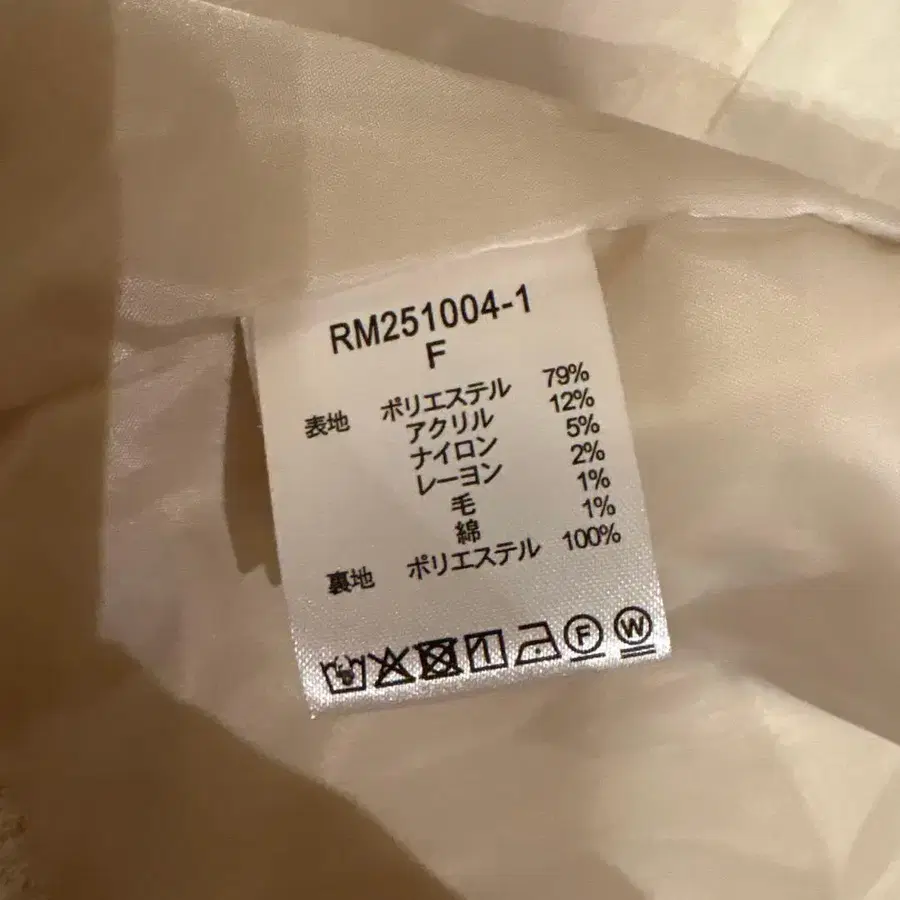 RM251004-1
F
表地 ポリエステル 79%
アクリル 12%
ナイロン 5%
レーヨン 2%
毛 1%
綿 1%
裏地 ポリエステル 100%
F W